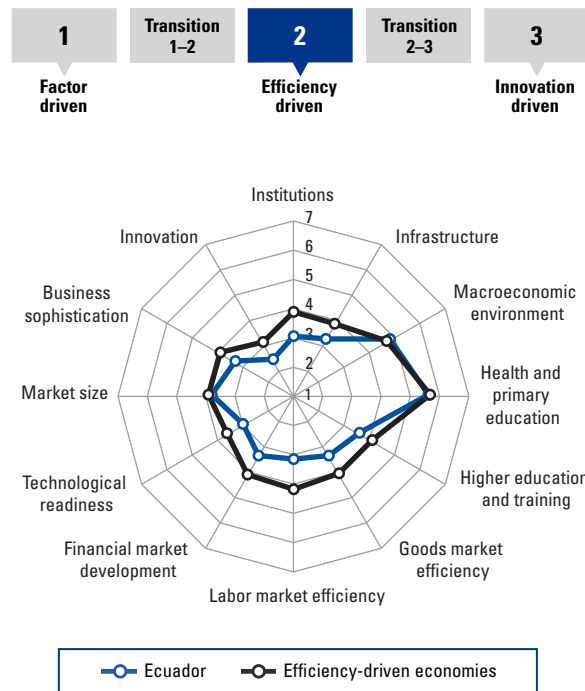 1
Transition
1–2
2
Transition
2–3
3
Factor
driven
Efficiency
driven
Innovation
driven
Institutions
7
6
5
4
3
2
1
Infrastructure
Macroeconomic
environment
Health and
primary
education
Higher education
and training
Goods market
efficiency
Labor market efficiency
Financial market
development
Technological
readiness
Market size
Business
sophistication
Innovation
Ecuador
Efficiency-driven economies